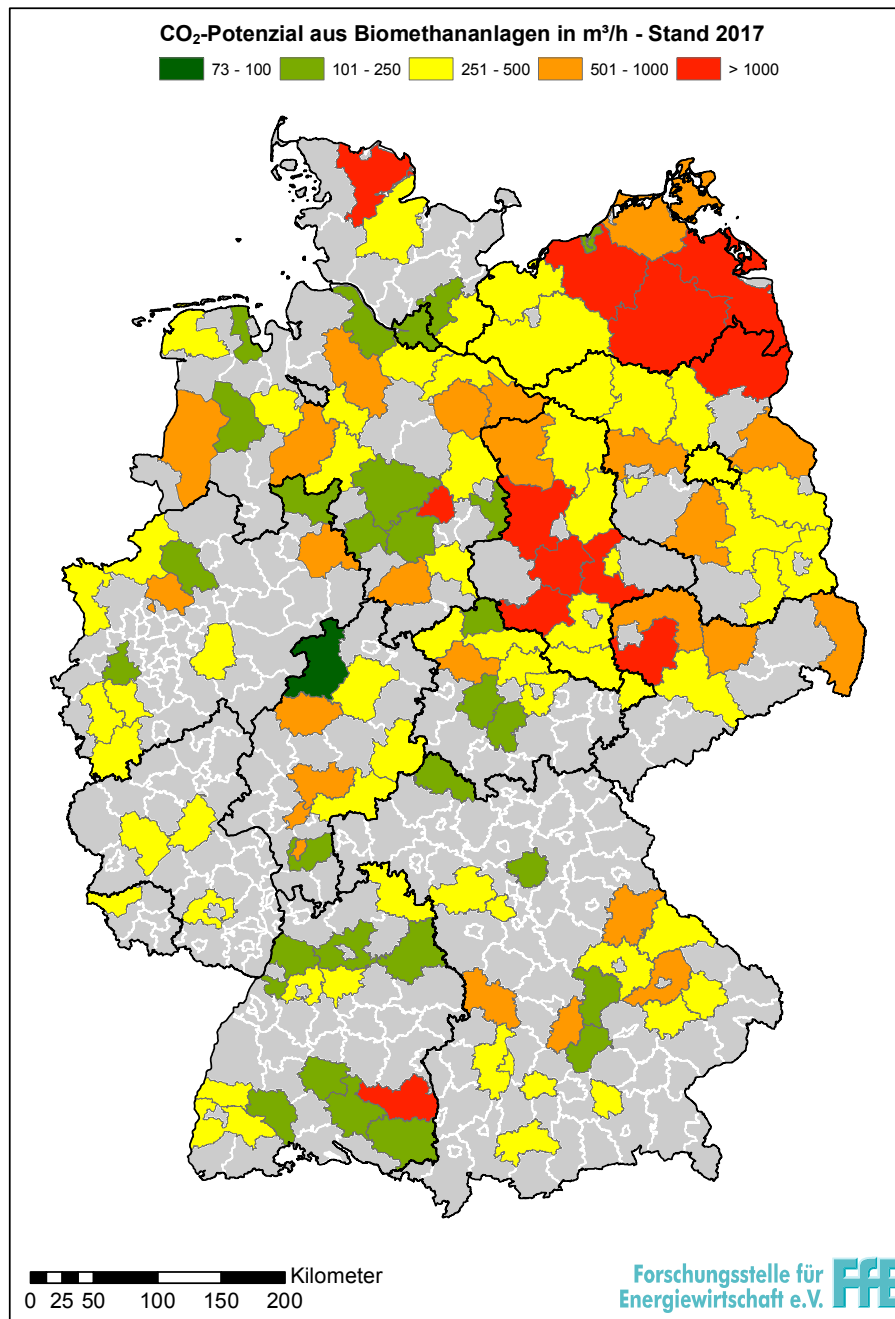 CO₂-Potenzial aus Biomethananlagen in m³/h - Stand 2017
73 - 100 101 - 250 251 - 500 501 - 1000 > 1000
Kilometer
0 25 50 100 150 200
Forschungsstelle für
Energiewirtschaft e.V.
FfE